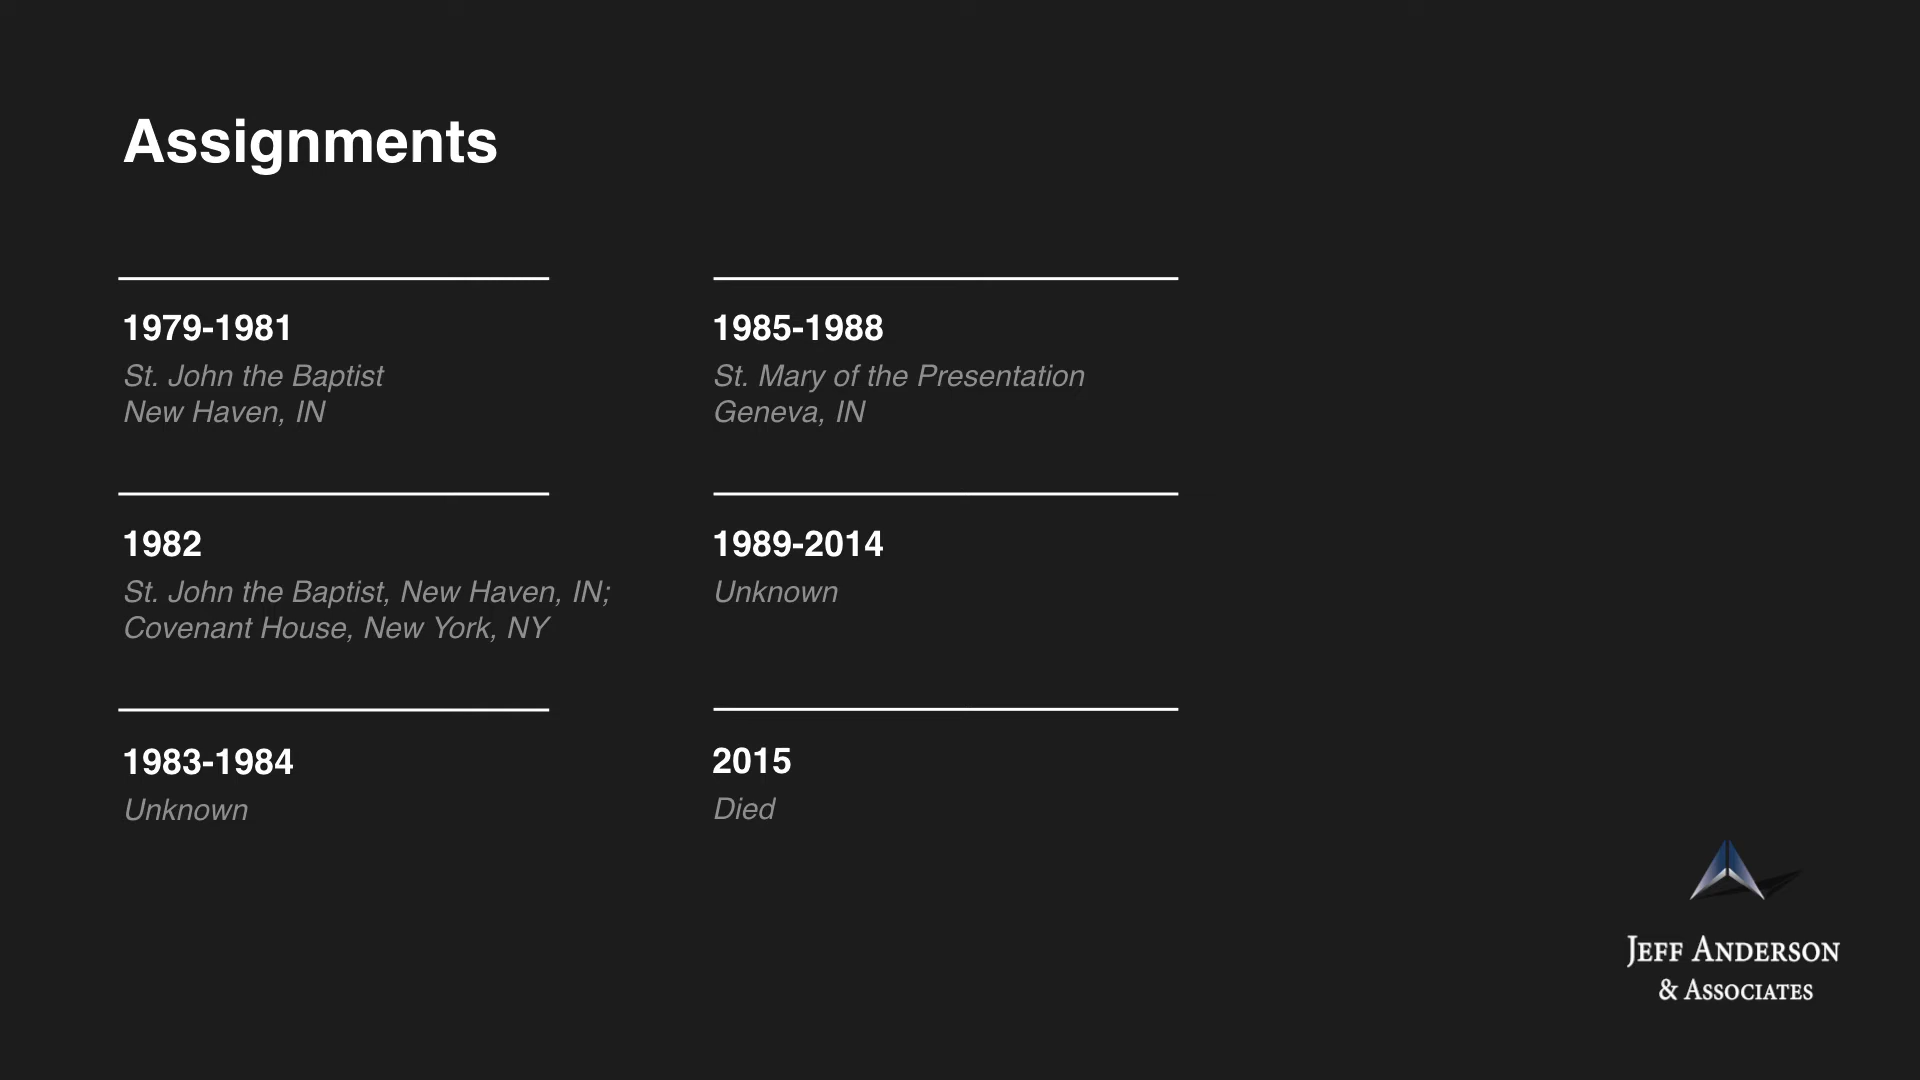 Assignments
1979-1981
St. John the Baptist
New Haven, IN
1982
St. John the Baptist, New Haven, IN;
Covenant House, New York, NY
1983-1984
Unknown
1985-1988
St. Mary of the Presentation
Geneva, IN
1989-2014
Unknown
2015
Died
JEFF ANDERSON
& ASSOCIATES